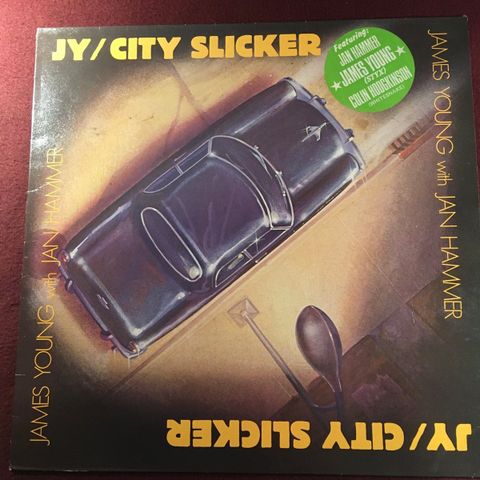 JY/CITY SLICKER
Featuring:
JAN HAMMER
JAMES YOUNG
(STYX)
COLIN HODGKINSON
(WHITESNAKE)
JAMES YOUNG with JAN HAMMER
JAMES YOUNG with JAN HAMMER
JY/CITY SLICKER